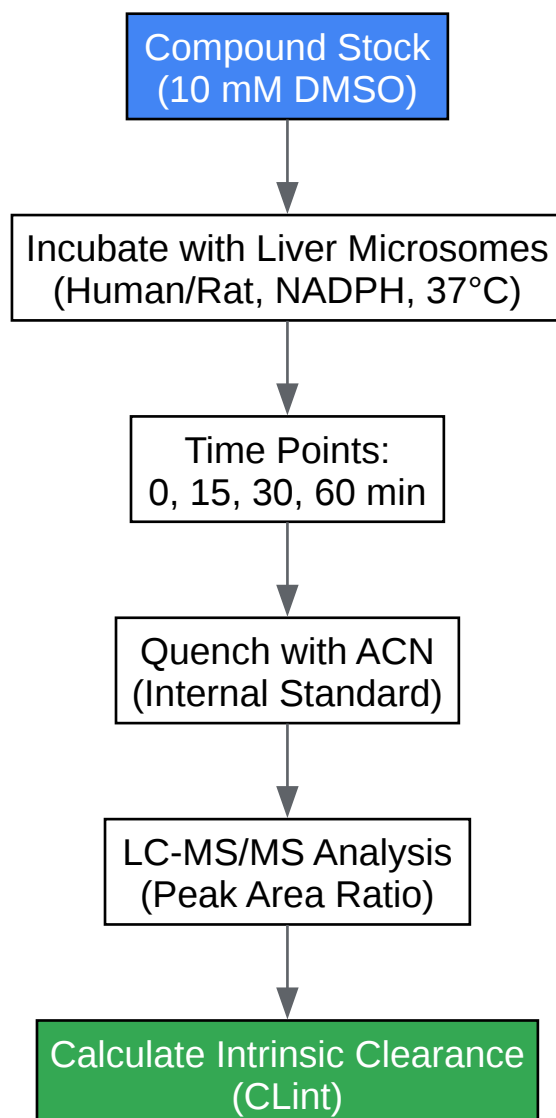 Compound Stock
(10 mM DMSO)
Incubate with Liver Microsomes
(Human/Rat, NADPH, 37°C)
Time Points:
0, 15, 30, 60 min
Quench with ACN
(Internal Standard)
LC-MS/MS Analysis
(Peak Area Ratio)
Calculate Intrinsic Clearance
(CLint)